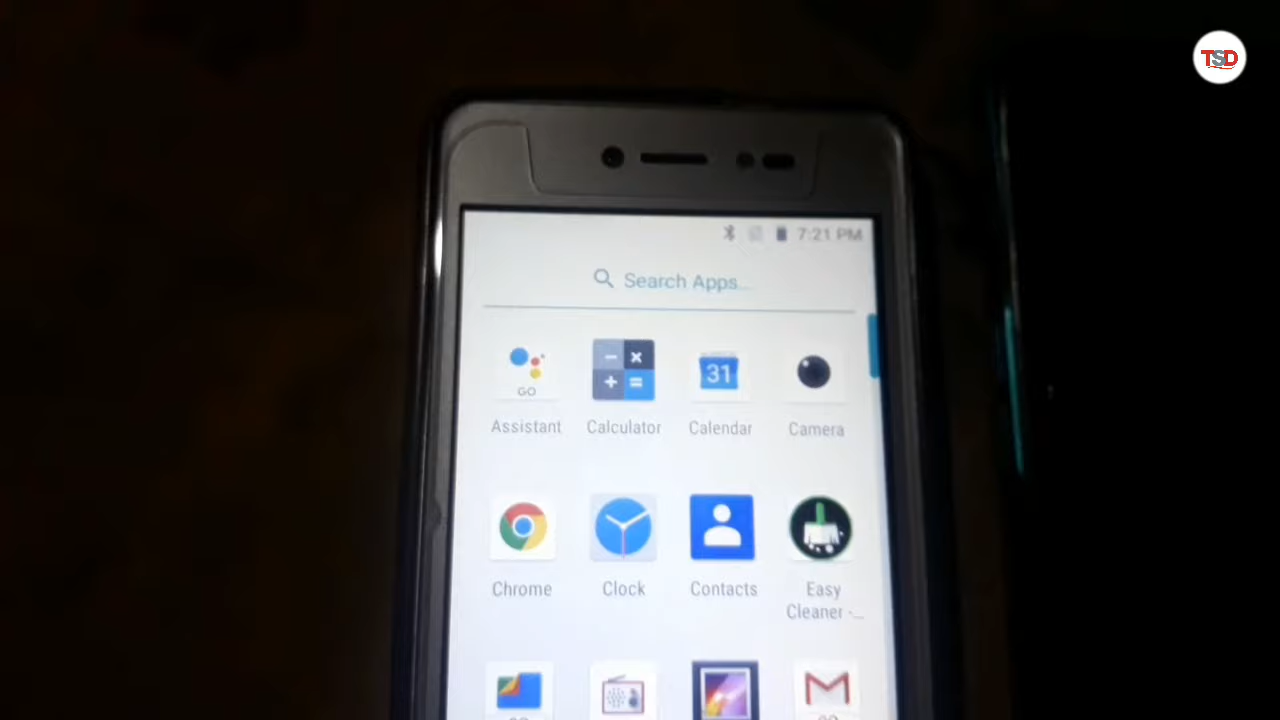 TSD
7:21 PM
Search Apps...
GO
31
Assistant
Calculator
Calendar
Camera
Chrome
Clock
Contacts
Easy
Cleaner -...